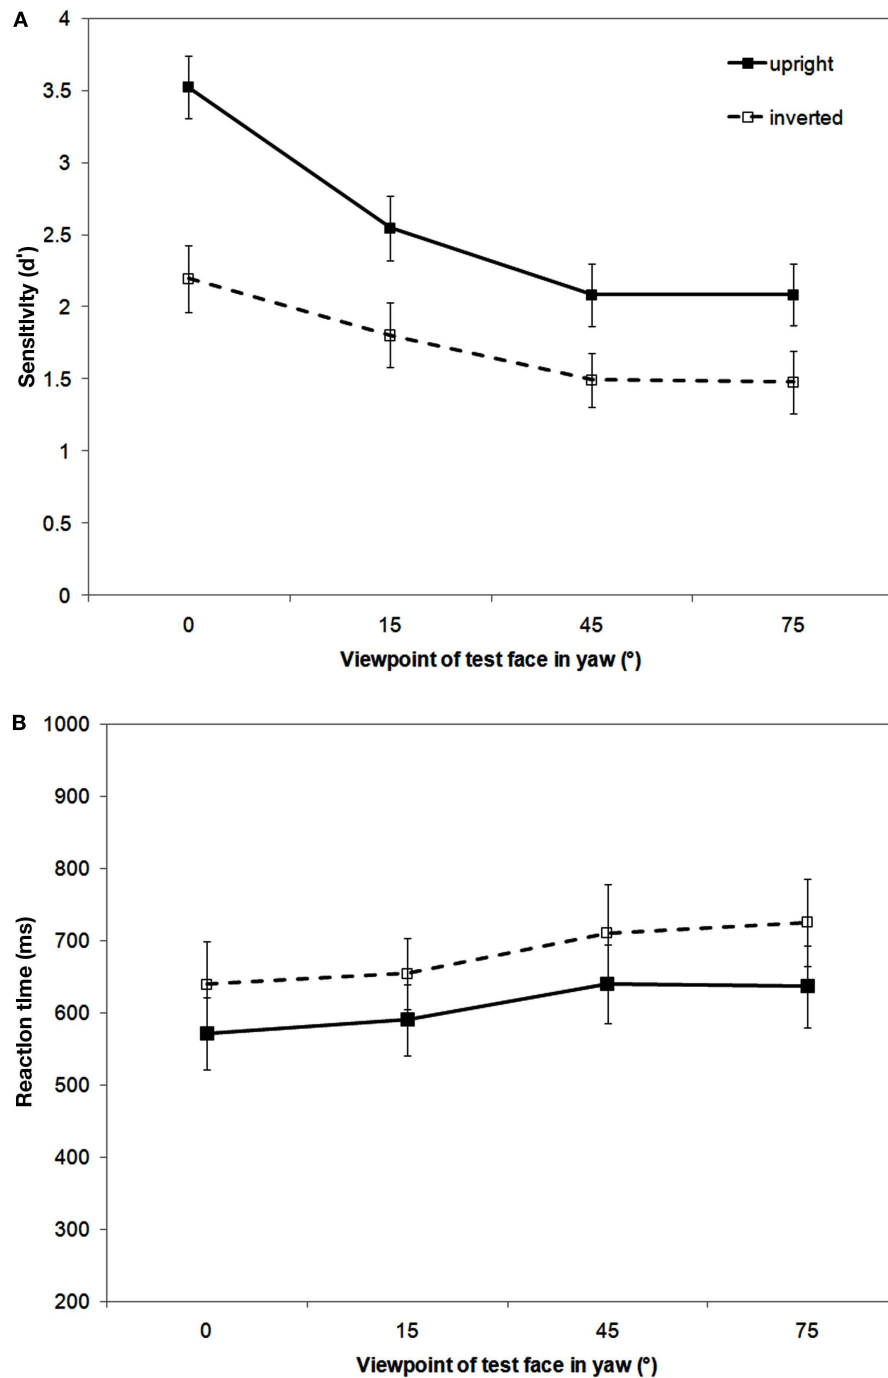 A
4
3.5
3
2.5
2
1.5
1
0.5
0
Sensitivity (d')
upright
inverted
0 15 45 75
Viewpoint of test face in yaw (°)
B
1000
900
800
700
600
500
400
300
200
Reaction time (ms)
0 15 45 75
Viewpoint of test face in yaw (°)